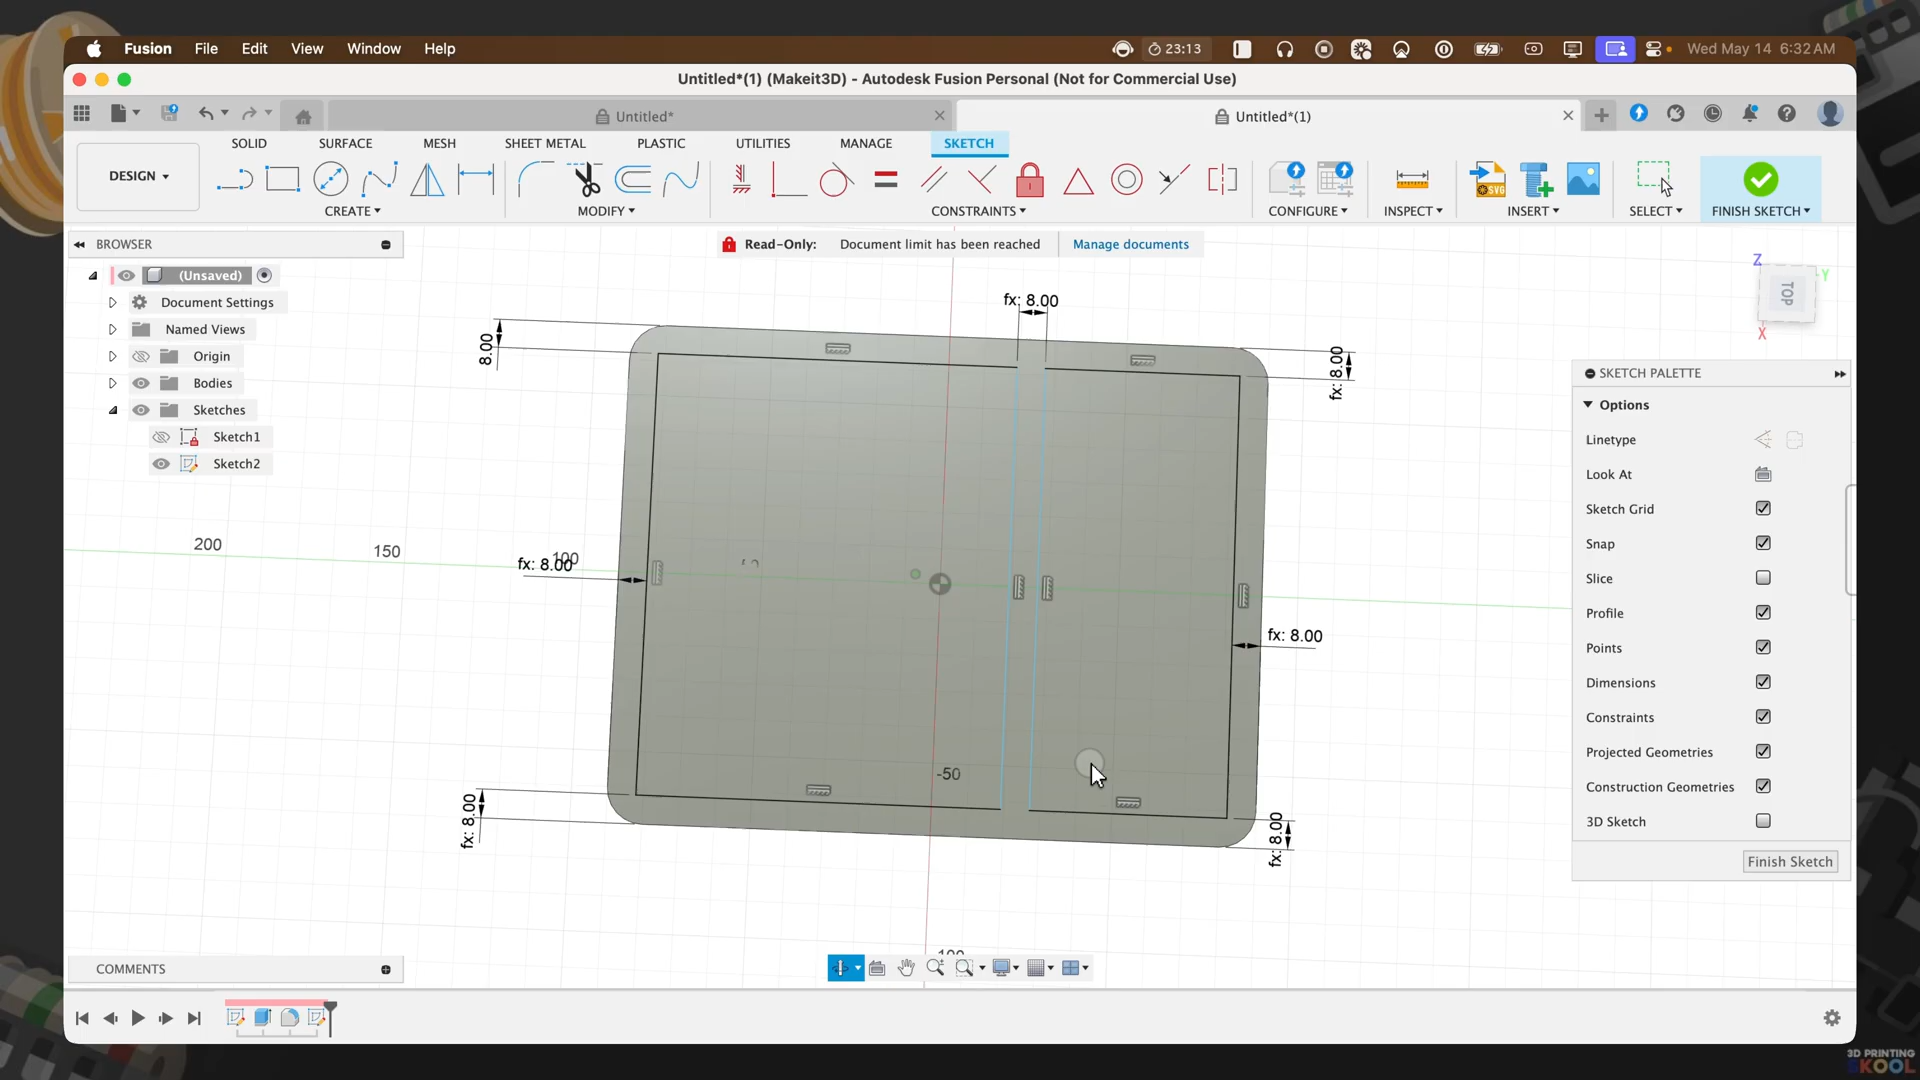 Fusion File Edit View Window Help 23:13 Wed May 14 6:32 AM
Untitled*(1) (Makeit3D) - Autodesk Fusion Personal (Not for Commercial Use)
Untitled* Untitled*(1)
SOLID SURFACE MESH SHEET METAL PLASTIC UTILITIES MANAGE SKETCH
DESIGN
CREATE MODIFY CONSTRAINTS CONFIGURE INSPECT INSERT SELECT FINISH SKETCH
BROWSER
Read-Only: Document limit has been reached Manage documents
(Unsaved)
Document Settings
Named Views
Origin
Bodies
Sketches
Sketch1
Sketch2
Z
Y
TOP
X
fx: 8.00
8.00
fx: 8.00
200
150
100
fx: 8.00
fx: 8.00
-50
fx: 8.00
fx: 8.00
100
SKETCH PALETTE
Options
Linetype
Look At
Sketch Grid
Snap
Slice
Profile
Points
Dimensions
Constraints
Projected Geometries
Construction Geometries
3D Sketch
Finish Sketch
COMMENTS
3D PRINTING
SKOOL